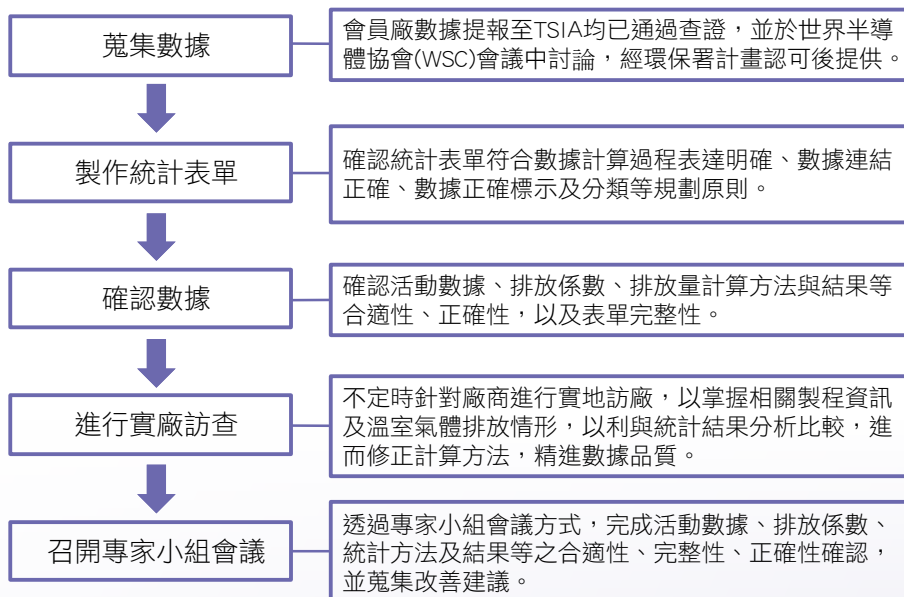 蒐集數據
會員廠數據提報至TSIA均已通過查證，並於世界半導
體協會(WSC)會議中討論，經環保署計畫認可後提供。
製作統計表單
確認統計表單符合數據計算過程表達明確、數據連結
正確、數據正確標示及分類等規劃原則。
確認數據
確認活動數據、排放係數、排放量計算方法與結果等
合適性、正確性，以及表單完整性。
進行實廠訪查
不定時針對廠商進行實地訪廠，以掌握相關製程資訊
及溫室氣體排放情形，以利與統計結果分析比較，進
而修正計算方法，精進數據品質。
召開專家小組會議
透過專家小組會議方式，完成活動數據、排放係數、
統計方法及結果等之合適性、完整性、正確性確認，
並蒐集改善建議。